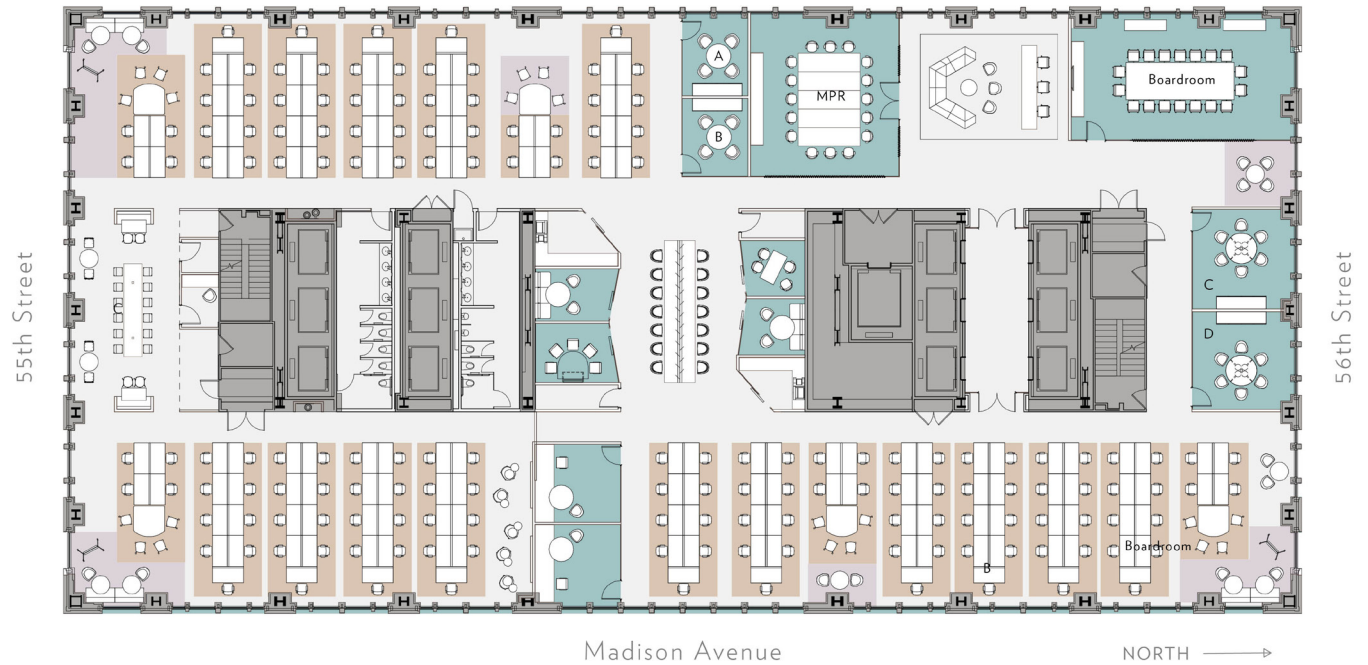 A
MPR
Boardroom
B
C
C
D
55th Street
56th Street
Boardroom
B
Madison Avenue
NORTH